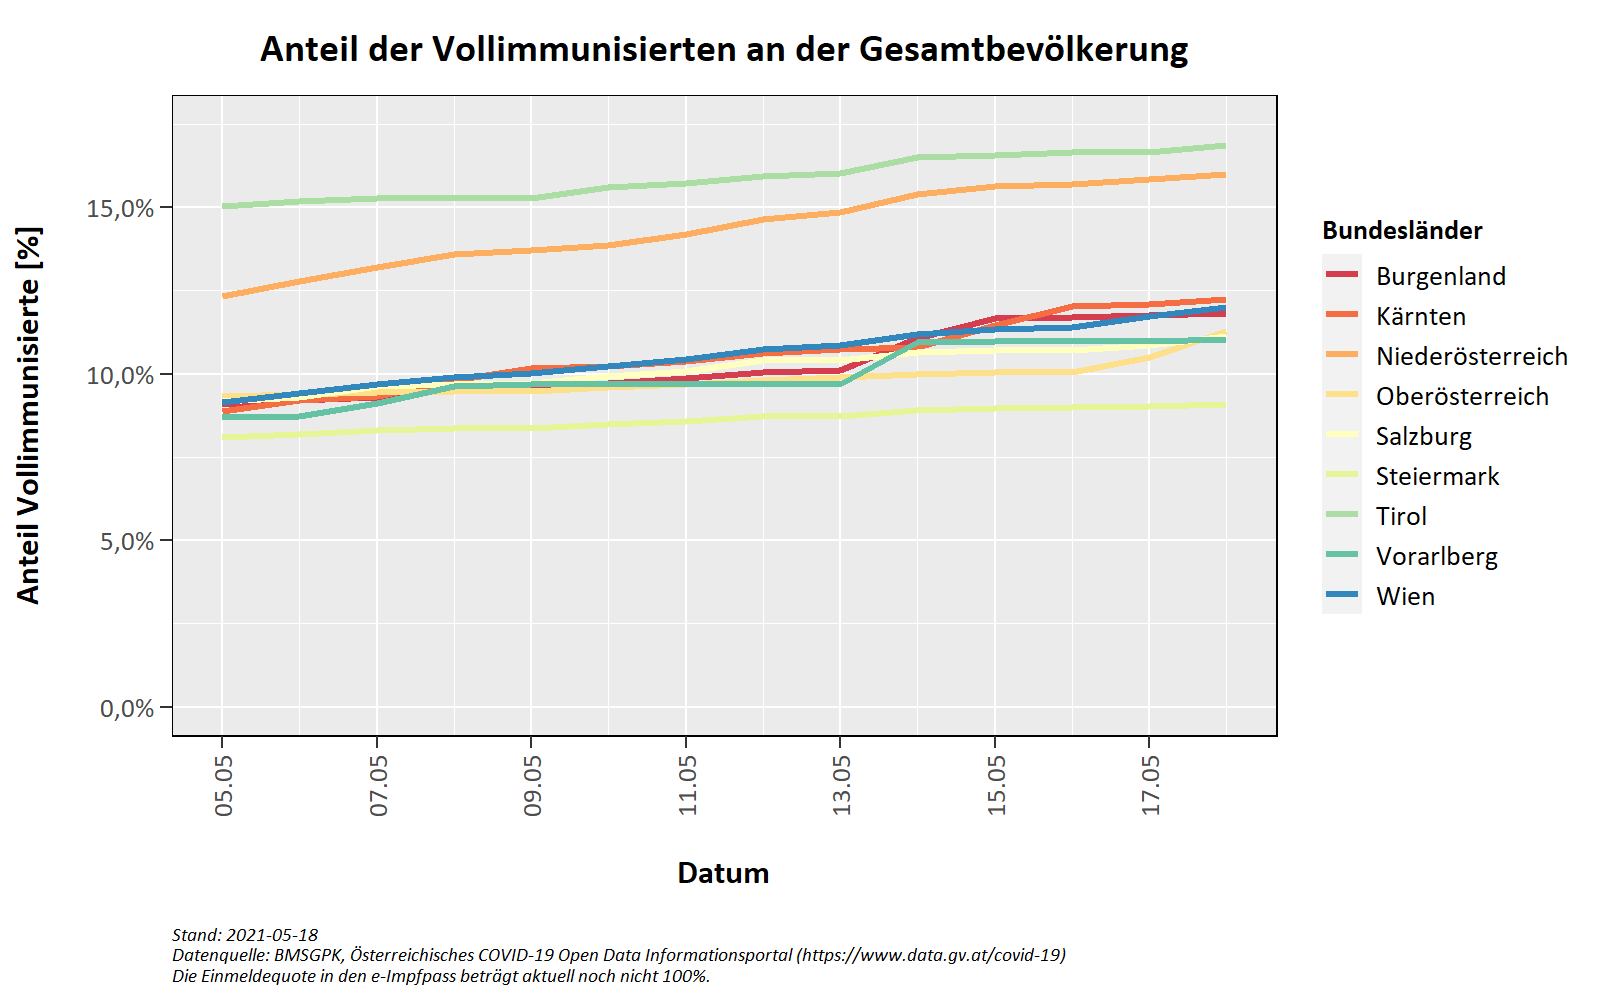 Anteil der Vollimmunisierten an der Gesamtbevölkerung
Anteil Vollimmunisierte [%]
15,0%
10,0%
5,0%
0,0%
05.05
07.05
09.05
11.05
13.05
15.05
17.05
Datum
Bundesländer
Burgenland
Kärnten
Niederösterreich
Oberösterreich
Salzburg
Steiermark
Tirol
Vorarlberg
Wien
Stand: 2021-05-18
Datenquelle: BMSGPK, Österreichisches COVID-19 Open Data Informationsportal (https://www.data.gv.at/covid-19)
Die Einmeldequote in den e-Impfpass beträgt aktuell noch nicht 100%.